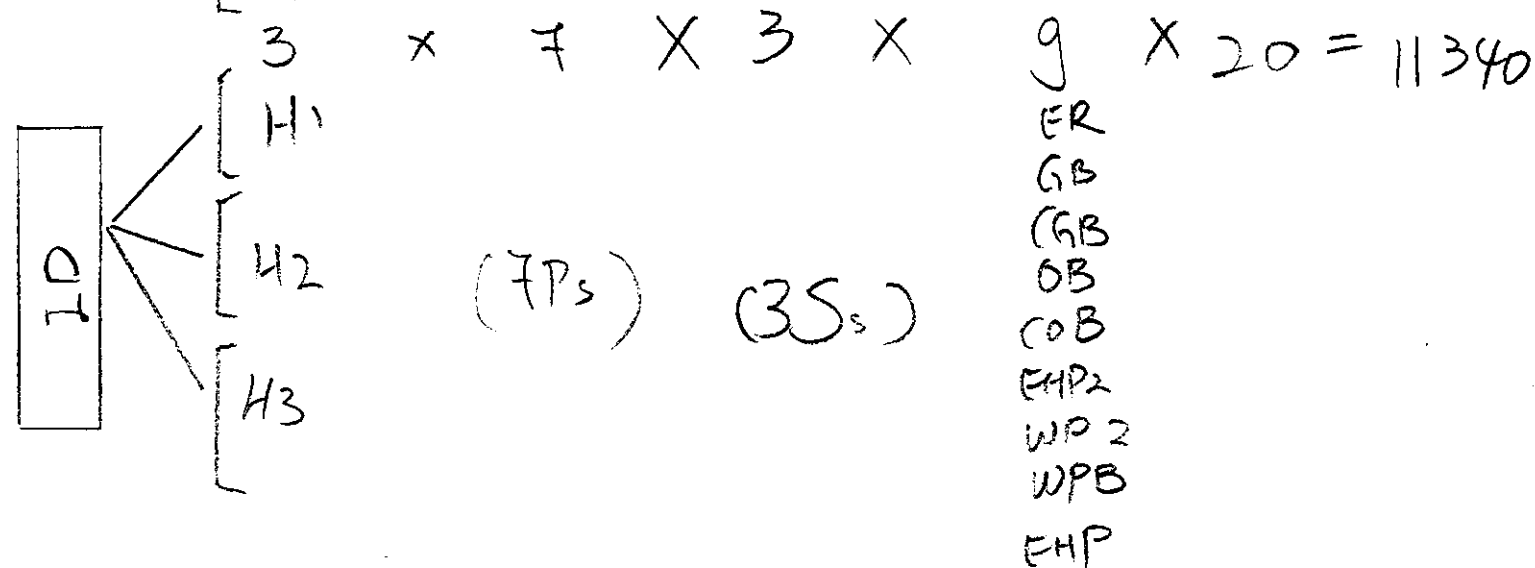 3 x 7 X 3 X 9 X 20 = 11340
H1
ER
GB
CGB
H2
(7Ps)
(3Ss)
OB
COB
EHP2
H3
WP2
WPB
EHP